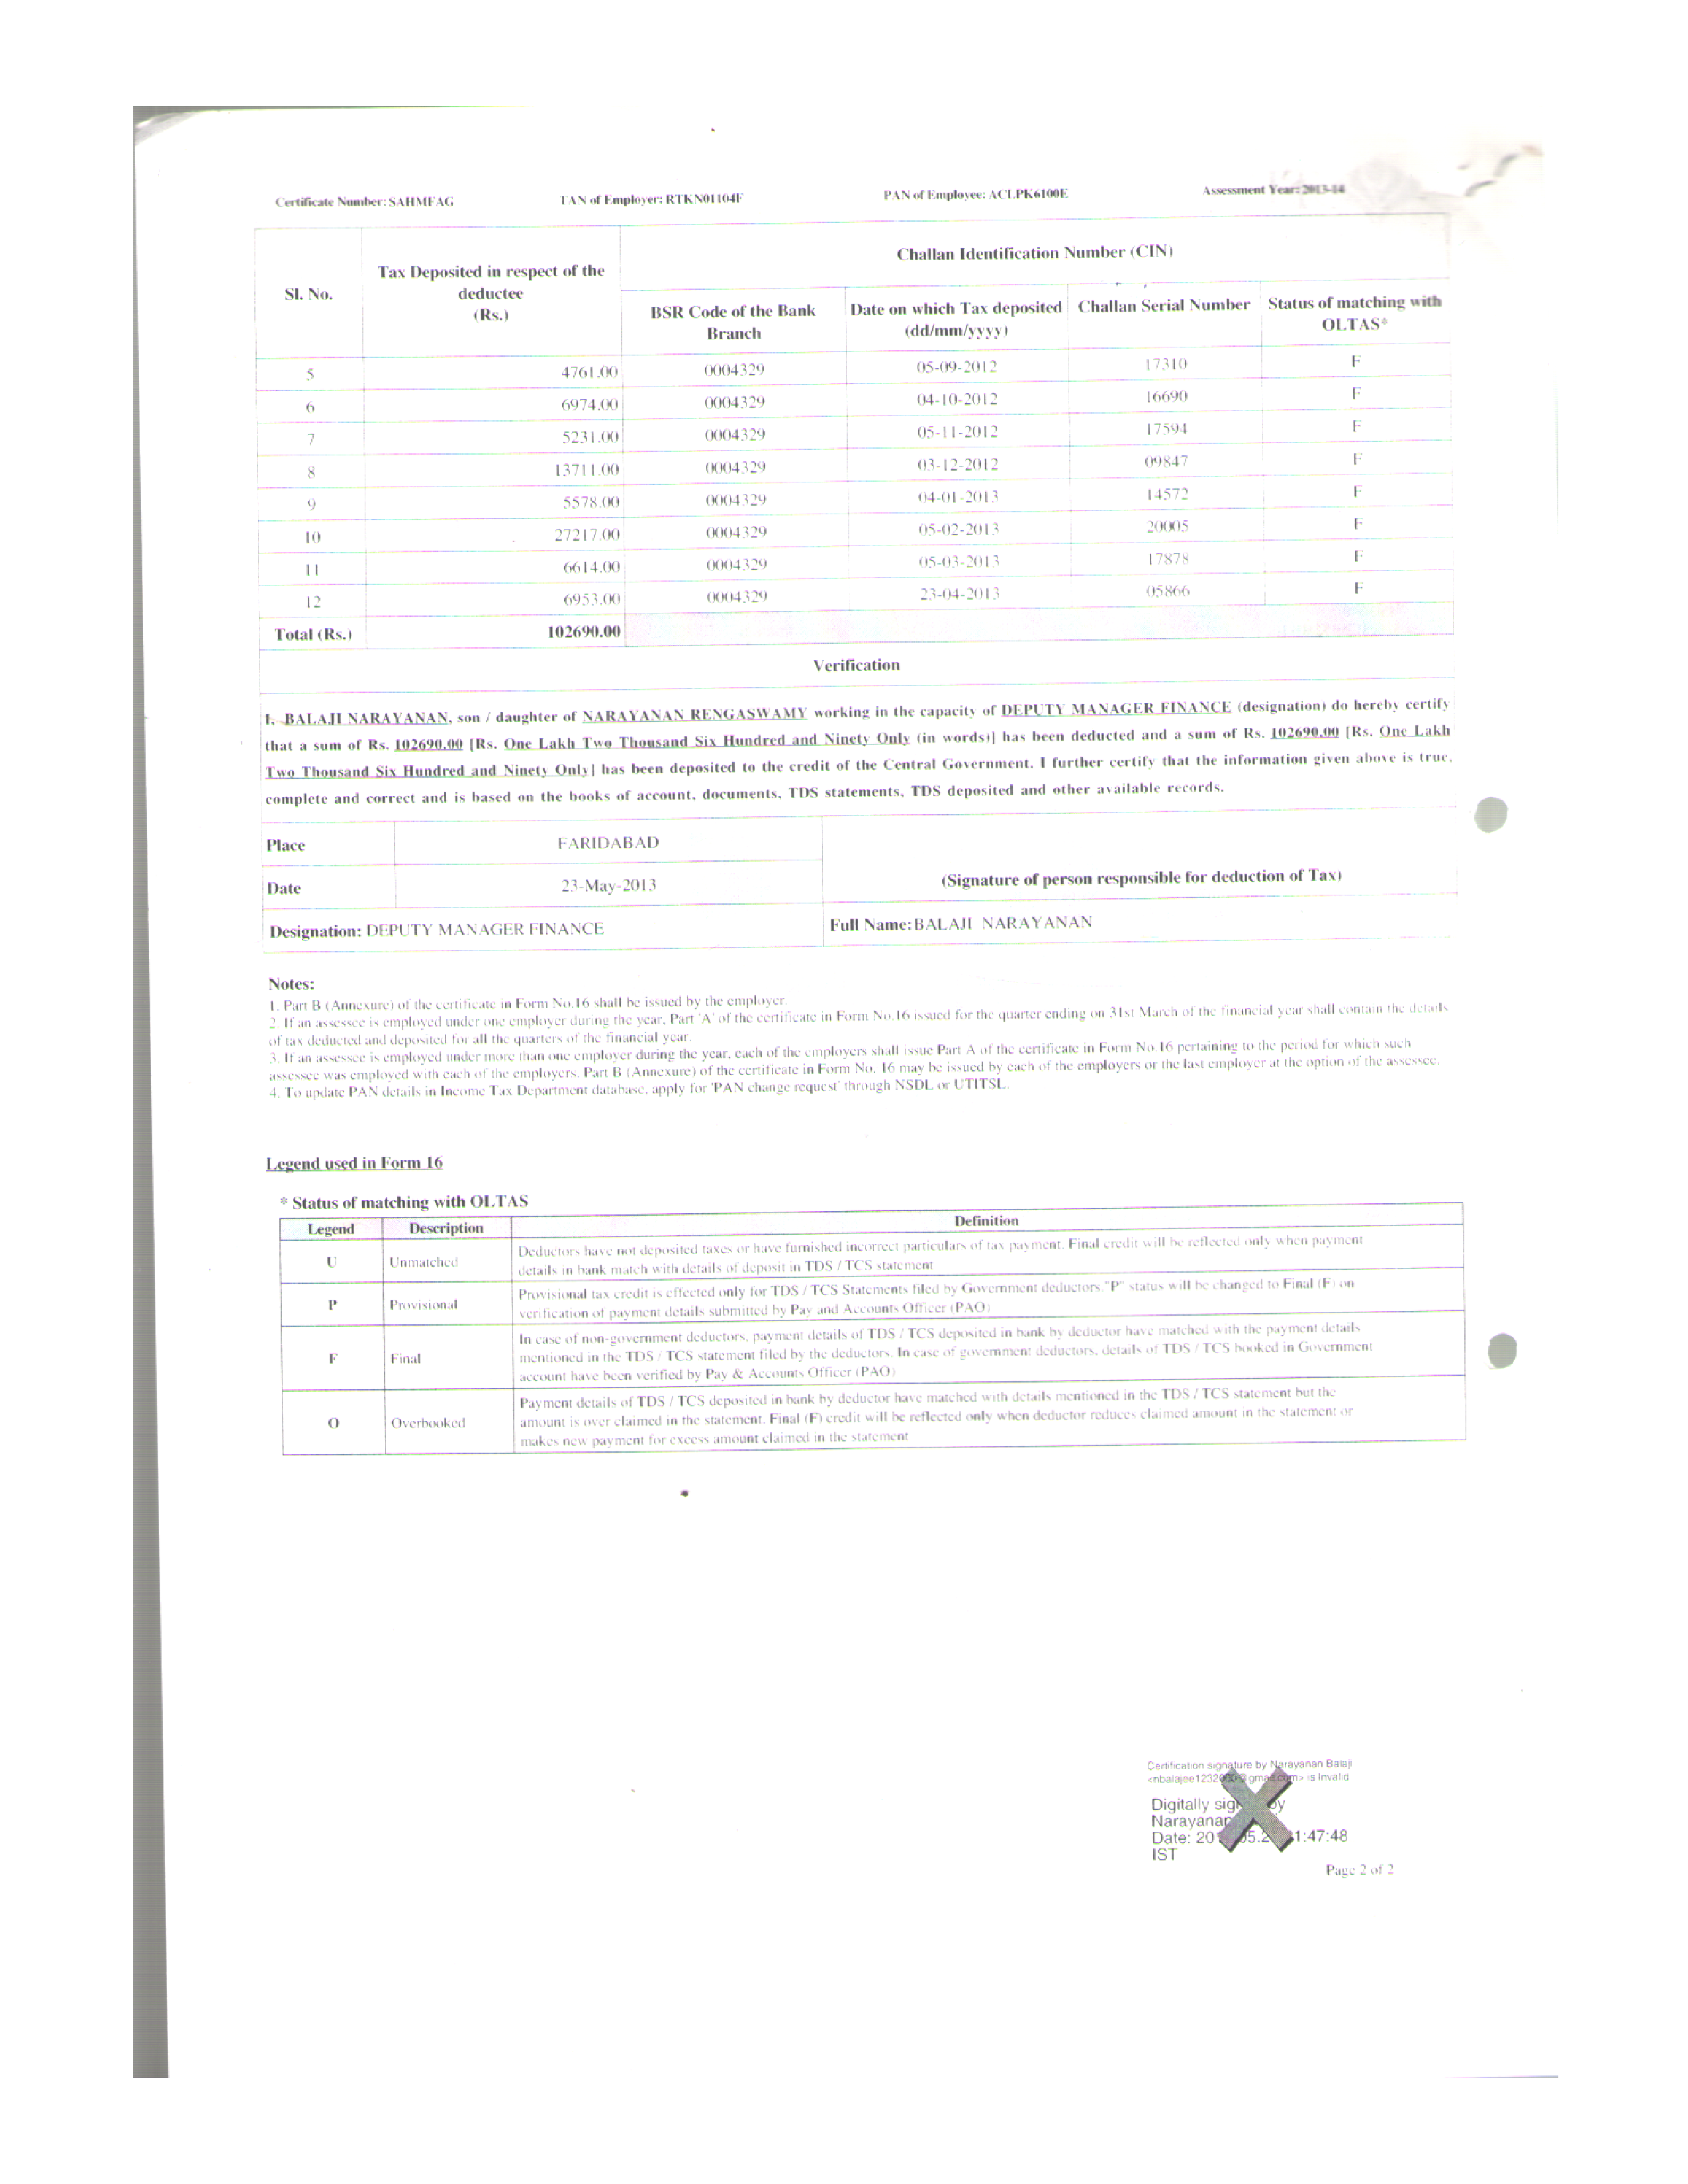 Certificate Number: SAHMFAG TAN of Employer: RTKN01104F PAN of Employee: ACLPK6100E Assessment Year: 2013-14
Sl. No. Tax Deposited in respect of the deductee (Rs.) Challan Identification Number (CIN)
BSR Code of the Bank Branch Date on which Tax deposited (dd/mm/yyyy) Challan Serial Number Status of matching with OLTAS*
5 4761.00 0004329 05-09-2012 17310 F
6 6974.00 0004329 04-10-2012 16690 F
7 5231.00 0004329 05-11-2012 17594 F
8 13711.00 0004329 03-12-2012 09847 F
9 5578.00 0004329 04-01-2013 14572 F
10 27217.00 0004329 05-02-2013 20005 F
11 6614.00 0004329 05-03-2013 17878 F
12 6953.00 0004329 23-04-2013 05866 F
Total (Rs.) 102690.00
Verification
I, BALAJI NARAYANAN, son / daughter of NARAYANAN RENGASWAMY working in the capacity of DEPUTY MANAGER FINANCE (designation) do hereby certify
that a sum of Rs. 102690.00 [Rs. One Lakh Two Thousand Six Hundred and Ninety Only (in words)] has been deducted and a sum of Rs. 102690.00 [Rs. One Lakh
Two Thousand Six Hundred and Ninety Only] has been deposited to the credit of the Central Government. I further certify that the information given above is true,
complete and correct and is based on the books of account, documents, TDS statements, TDS deposited and other available records.
Place FARIDABAD
Date 23-May-2013 (Signature of person responsible for deduction of Tax)
Designation: DEPUTY MANAGER FINANCE Full Name: BALAJI NARAYANAN
Notes:
1. Part B (Annexure) of the certificate in Form No.16 shall be issued by the employer.
2. If an assessee is employed under one employer during the year, Part 'A' of the certificate in Form No.16 issued for the quarter ending on 31st March of the financial year shall contain the details
of tax deducted and deposited for all the quarters of the financial year.
3. If an assessee is employed under more than one employer during the year, each of the employers shall issue Part A of the certificate in Form No.16 pertaining to the period for which such
assessee was employed with each of the employers. Part B (Annexure) of the certificate in Form No. 16 may be issued by each of the employers or the last employer at the option of the assessee.
4. To update PAN details in Income Tax Department database, apply for 'PAN change request' through NSDL or UTITSL.
Legend used in Form 16
* Status of matching with OLTAS
Legend Description Definition
U Unmatched Deductors have not deposited taxes or have furnished incorrect particulars of tax payment. Final credit will be reflected only when payment
details in bank match with details of deposit in TDS / TCS statement
P Provisional Provisional tax credit is effected only for TDS / TCS Statements filed by Government deductors."P" status will be changed to Final (F) on
verification of payment details submitted by Pay and Accounts Officer (PAO)
F Final In case of non-government deductors, payment details of TDS / TCS deposited in bank by deductor have matched with the payment details
mentioned in the TDS / TCS statement filed by the deductors. In case of government deductors, details of TDS / TCS booked in Government
account have been verified by Pay & Accounts Officer (PAO)
O Overbooked Payment details of TDS / TCS deposited in bank by deductor have matched with details mentioned in the TDS / TCS statement but the
amount is over claimed in the statement. Final (F) credit will be reflected only when deductor reduces claimed amount in the statement or
makes new payment for excess amount claimed in the statement
Certification signature by Narayanan Balaji
is Invalid
Digitally
Date:
IST
Page 2 of 2